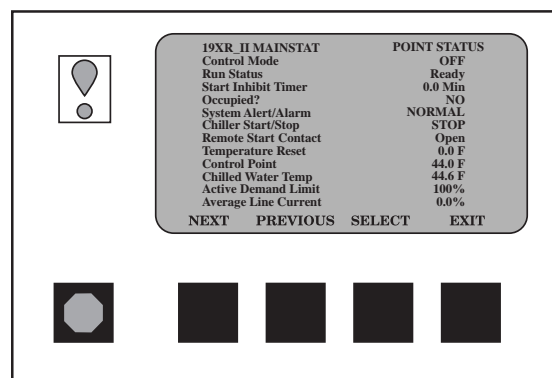 19XR_II MAINSTAT POINT STATUS
Control Mode OFF
Run Status Ready
Start Inhibit Timer 0.0 Min
Occupied? NO
System Alert/Alarm NORMAL
Chiller Start/Stop STOP
Remote Start Contact Open
Temperature Reset 0.0 F
Control Point 44.0 F
Chilled Water Temp 44.6 F
Active Demand Limit 100%
Average Line Current 0.0%
NEXT PREVIOUS SELECT EXIT